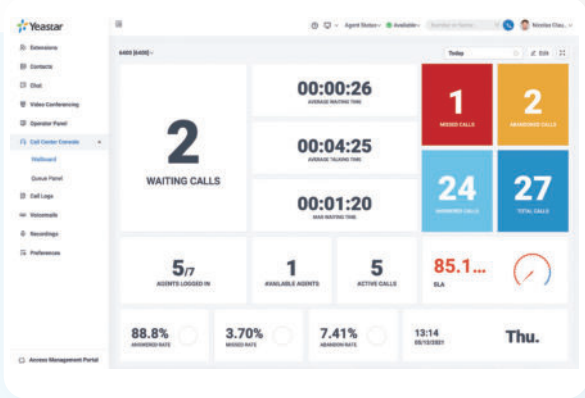 Yeastar
Agent Status
Available
Nicolas Clau...
Extensions
Contacts
Chat
Video Conferencing
Operator Panel
Call Center Console
Wallboard
Queue Panel
Call Logs
Voicemails
Recordings
Preferences
Access Management Portal
6400 [6400]
Today
Edit
2
WAITING CALLS
00:00:26
AVERAGE WAITING TIME
00:04:25
AVERAGE TALKING TIME
00:01:20
MAX WAITING TIME
1
MISSED CALLS
2
ABANDONED CALLS
24
ANSWERED CALLS
27
TOTAL CALLS
5/7
AGENTS LOGGED IN
1
AVAILABLE AGENTS
5
ACTIVE CALLS
85.1...
SLA
88.8%
ANSWERED RATE
3.70%
MISSED RATE
7.41%
ABANDON RATE
13:14
Thu.